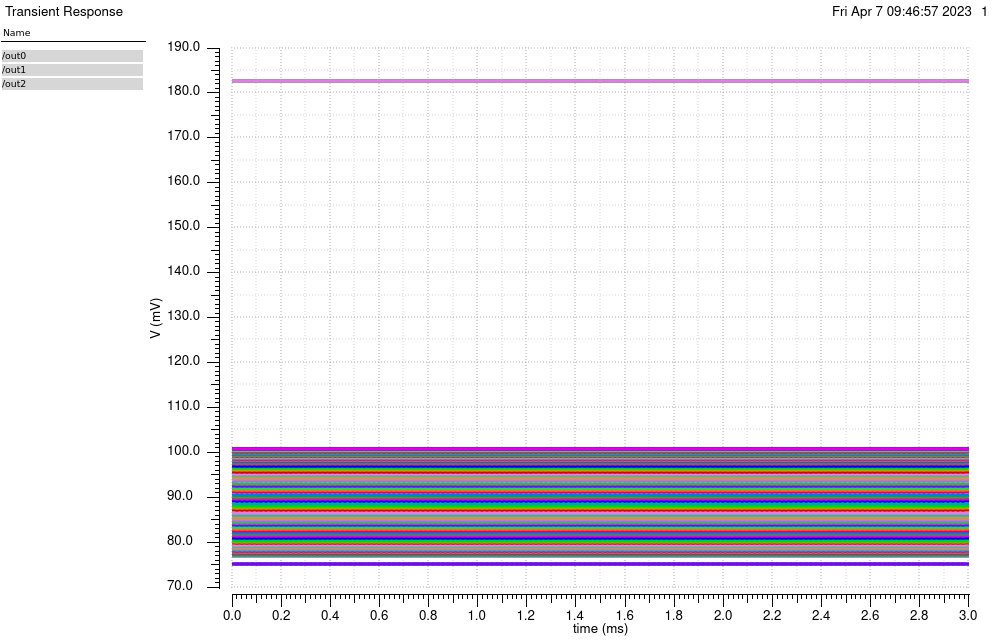 Transient Response
Fri Apr 7 09:46:57 2023 1
Name
/out0
/out1
/out2
190.0
180.0
170.0
160.0
150.0
140.0
130.0
120.0
110.0
100.0
90.0
80.0
70.0
V (mV)
0.0 0.2 0.4 0.6 0.8 1.0 1.2 1.4 1.6 1.8 2.0 2.2 2.4 2.6 2.8 3.0
time (ms)